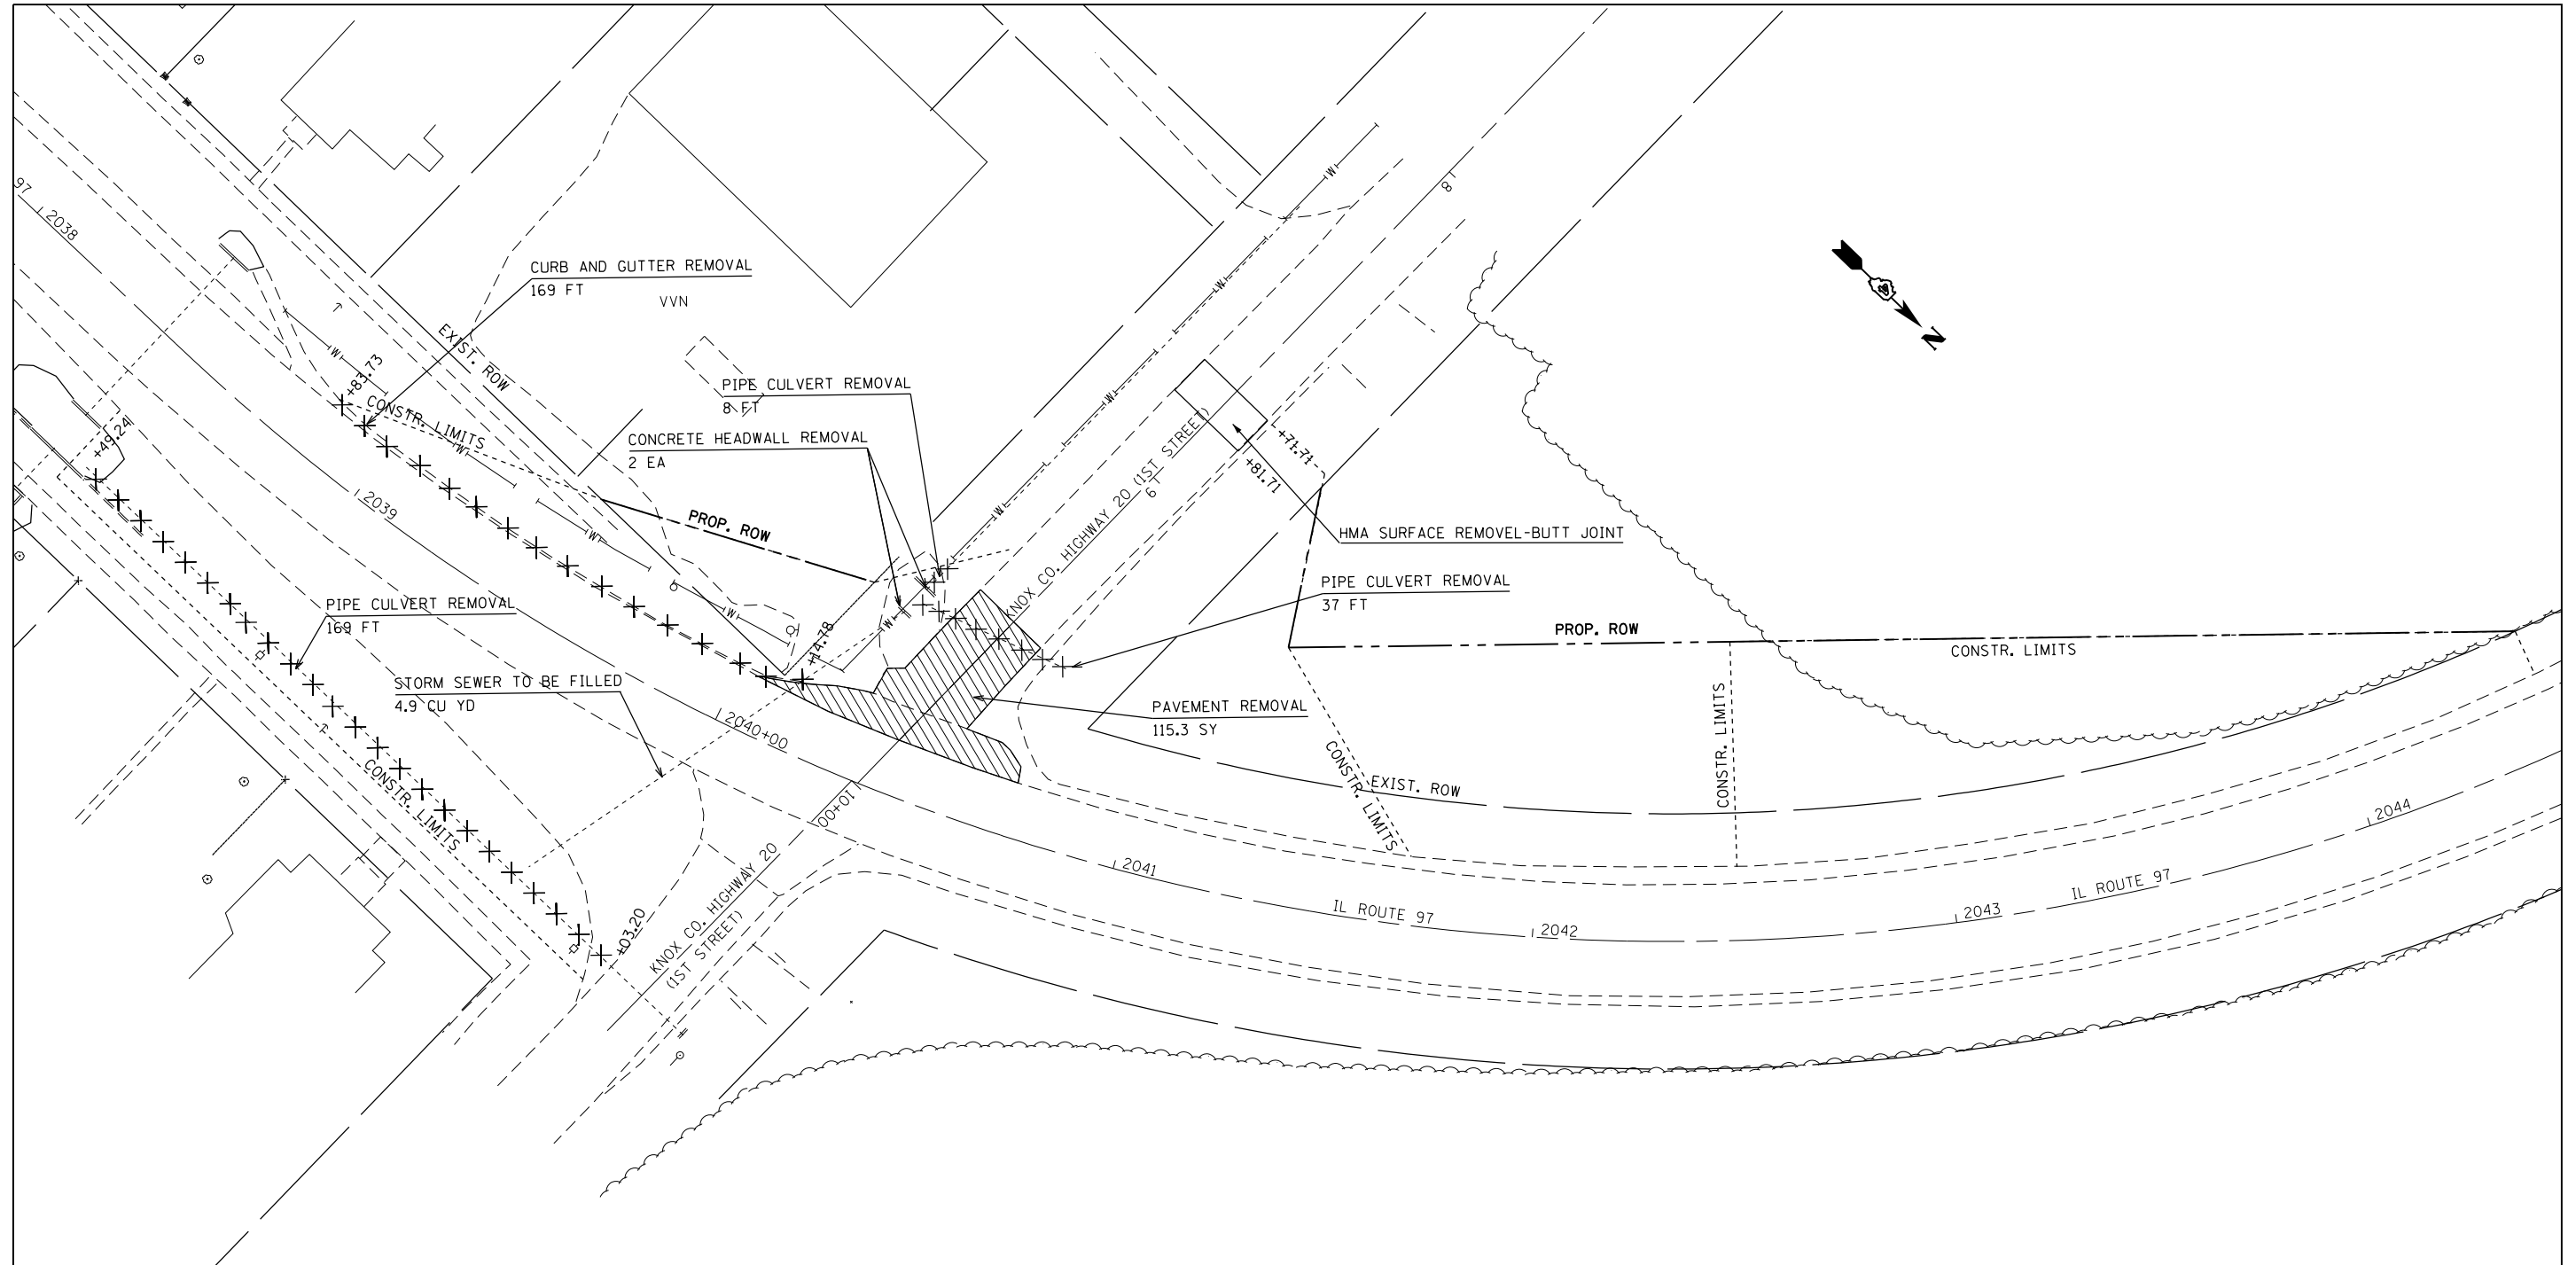 97
2038
CURB AND GUTTER REMOVAL
169 FT
VVN
EXIST. ROW
+83.73
CONSTR. LIMITS
W
W
W
W
W
W
W
W
W
W
W
8
N
PIPE CULVERT REMOVAL
8 FT
CONCRETE HEADWALL REMOVAL
2 EA
+49.24
2039
PROP. ROW
KNOX CO. HIGHWAY 20 (1ST STREET)
9
+71.71
+81.71
HMA SURFACE REMOVEL-BUTT JOINT
PIPE CULVERT REMOVAL
37 FT
PIPE CULVERT REMOVAL
169 FT
+14.78
PROP. ROW
CONSTR. LIMITS
STORM SEWER TO BE FILLED
4.9 CU YD
PAVEMENT REMOVAL
115.3 SY
2040+00
10+00
CONSTR. LIMITS
CONSTR. LIMITS
CONSTR. LIMITS
EXIST. ROW
2041
2044
IL ROUTE 97
IL ROUTE 97
2042
2043
+03.20
KNOX CO. HIGHWAY 20
(1ST STREET)